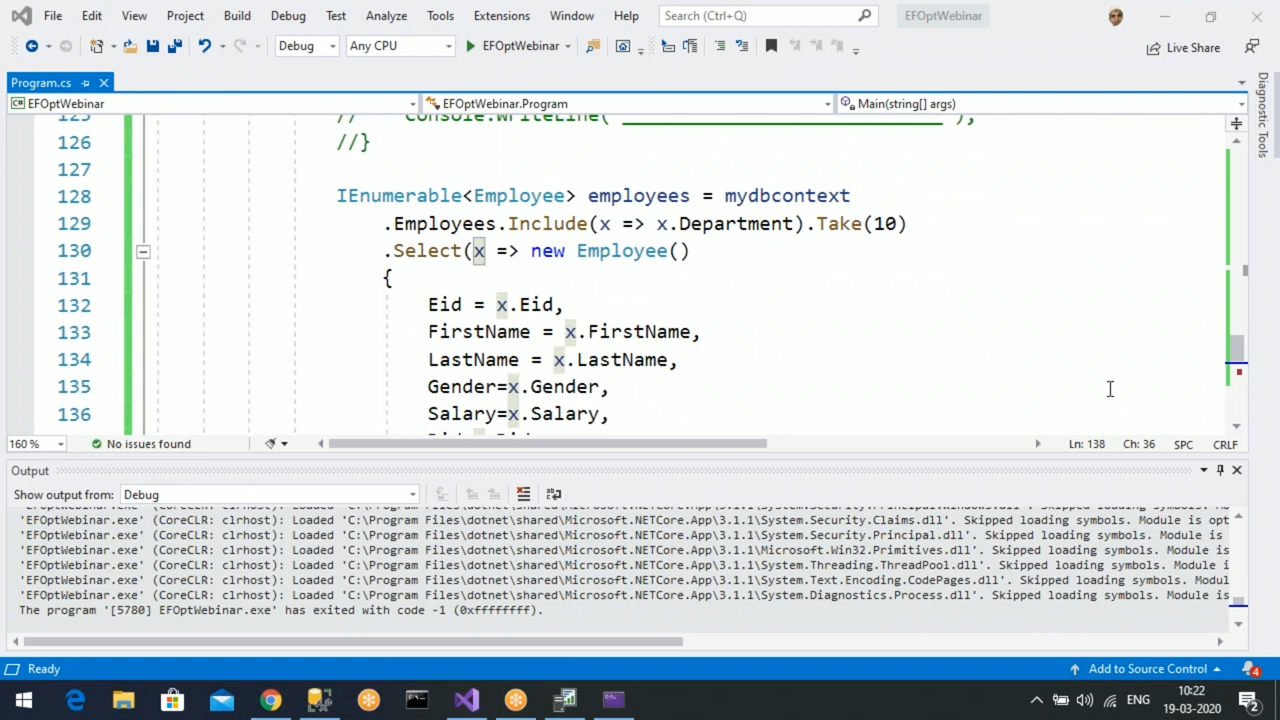 File Edit View Project Build Debug Test Analyze Tools Extensions Window Help Search (Ctrl+Q) EFOptWebinar
Debug Any CPU EFOptWebinar Live Share
Program.cs
C# EFOptWebinar EFOptWebinar.Program Main(string[] args)
125 // Console.WriteLine("____________________________");
126 //}
127
128 IEnumerable<Employee> employees = mydbcontext
129 .Employees.Include(x => x.Department).Take(10)
130 .Select(x => new Employee()
131 {
132 Eid = x.Eid,
133 FirstName = x.FirstName,
134 LastName = x.LastName,
135 Gender=x.Gender,
136 Salary=x.Salary,
Diagnostic Tools
160 % No issues found Ln: 138 Ch: 36 SPC CRLF
Output
Show output from: Debug
'EFOptWebinar.exe' (CoreCLR: clrhost): Loaded 'C:\Program Files\dotnet\shared\Microsoft.NETCore.App\3.1.1\System.Security.Claims.dll'. Skipped loading symbols. Module is opt
'EFOptWebinar.exe' (CoreCLR: clrhost): Loaded 'C:\Program Files\dotnet\shared\Microsoft.NETCore.App\3.1.1\System.Security.Principal.dll'. Skipped loading symbols. Module is
'EFOptWebinar.exe' (CoreCLR: clrhost): Loaded 'C:\Program Files\dotnet\shared\Microsoft.NETCore.App\3.1.1\Microsoft.Win32.Primitives.dll'. Skipped loading symbols. Module is
'EFOptWebinar.exe' (CoreCLR: clrhost): Loaded 'C:\Program Files\dotnet\shared\Microsoft.NETCore.App\3.1.1\System.Threading.ThreadPool.dll'. Skipped loading symbols. Module i
'EFOptWebinar.exe' (CoreCLR: clrhost): Loaded 'C:\Program Files\dotnet\shared\Microsoft.NETCore.App\3.1.1\System.Text.Encoding.CodePages.dll'. Skipped loading symbols. Modul
'EFOptWebinar.exe' (CoreCLR: clrhost): Loaded 'C:\Program Files\dotnet\shared\Microsoft.NETCore.App\3.1.1\System.Diagnostics.Process.dll'. Skipped loading symbols. Module is
The program '[5780] EFOptWebinar.exe' has exited with code -1 (0xffffffff).
Ready Add to Source Control 4
ENG 10:22
19-03-2020 2